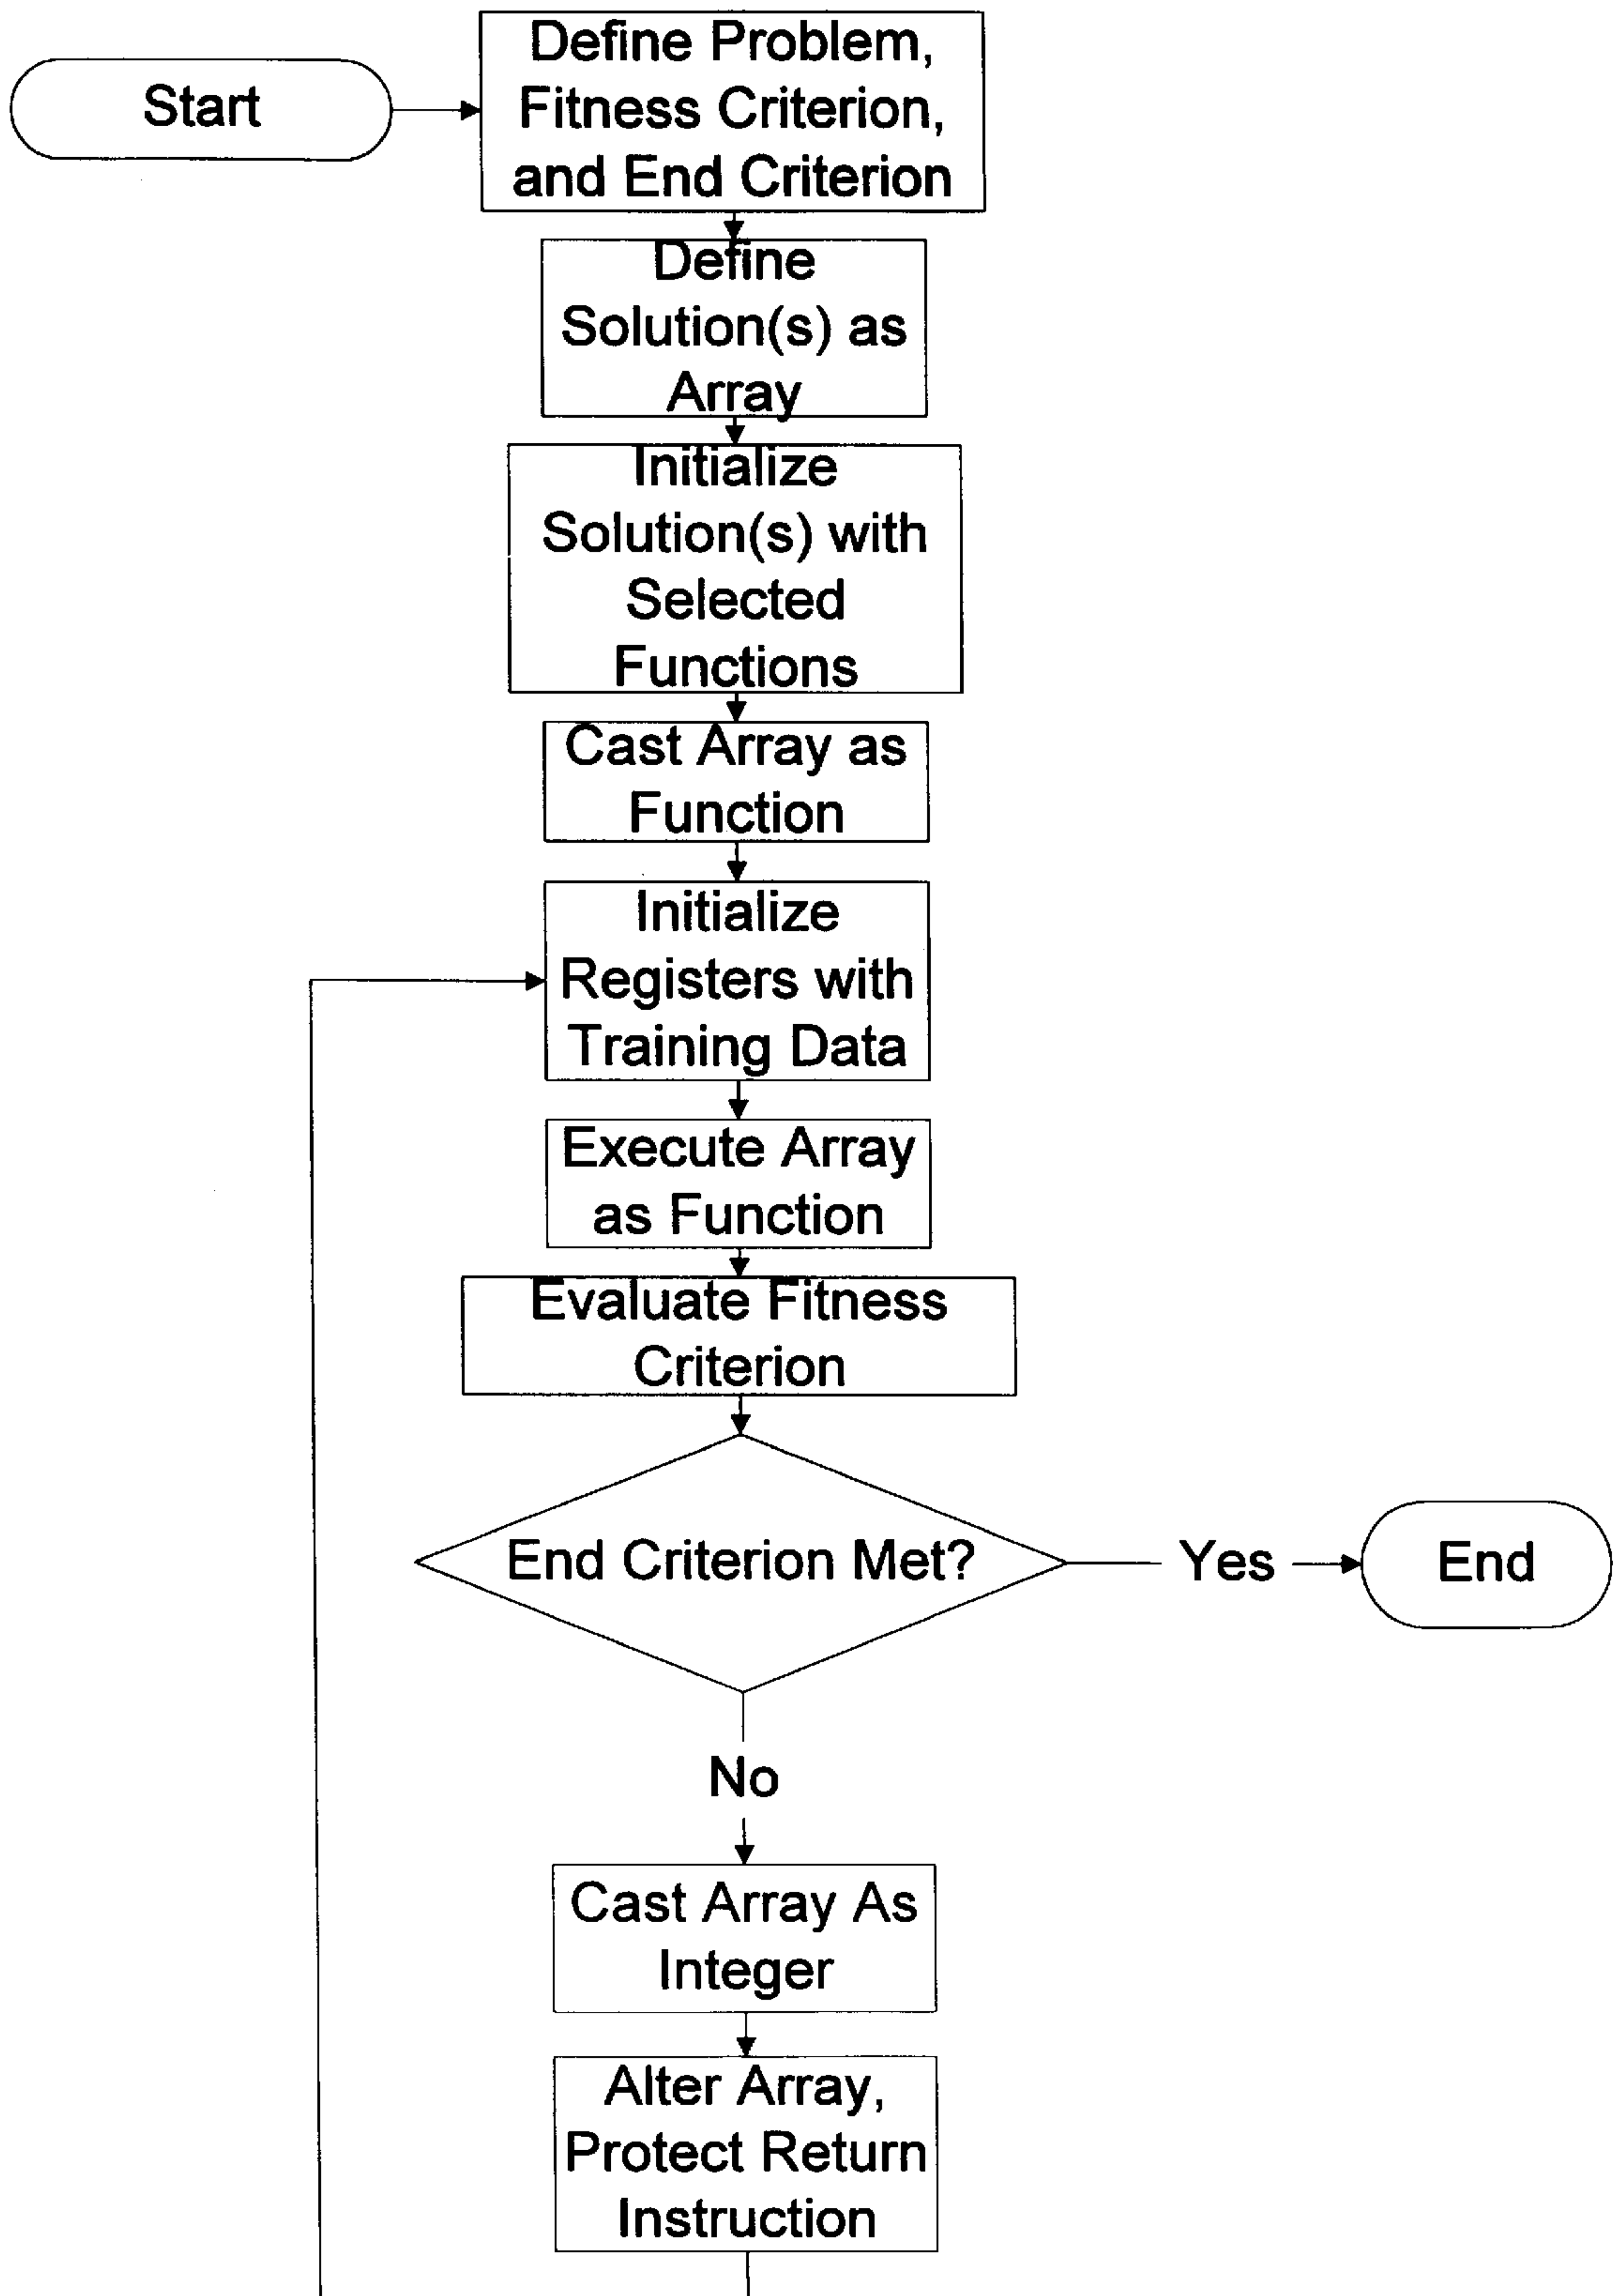 Start
Define Problem,
Fitness Criterion,
and End Criterion
Define
Solution(s) as
Array
Initialize
Solution(s) with
Selected
Functions
Cast Array as
Function
Initialize
Registers with
Training Data
Execute Array
as Function
Evaluate Fitness
Criterion
End Criterion Met?
Yes
End
No
Cast Array As
Integer
Alter Array,
Protect Return
Instruction